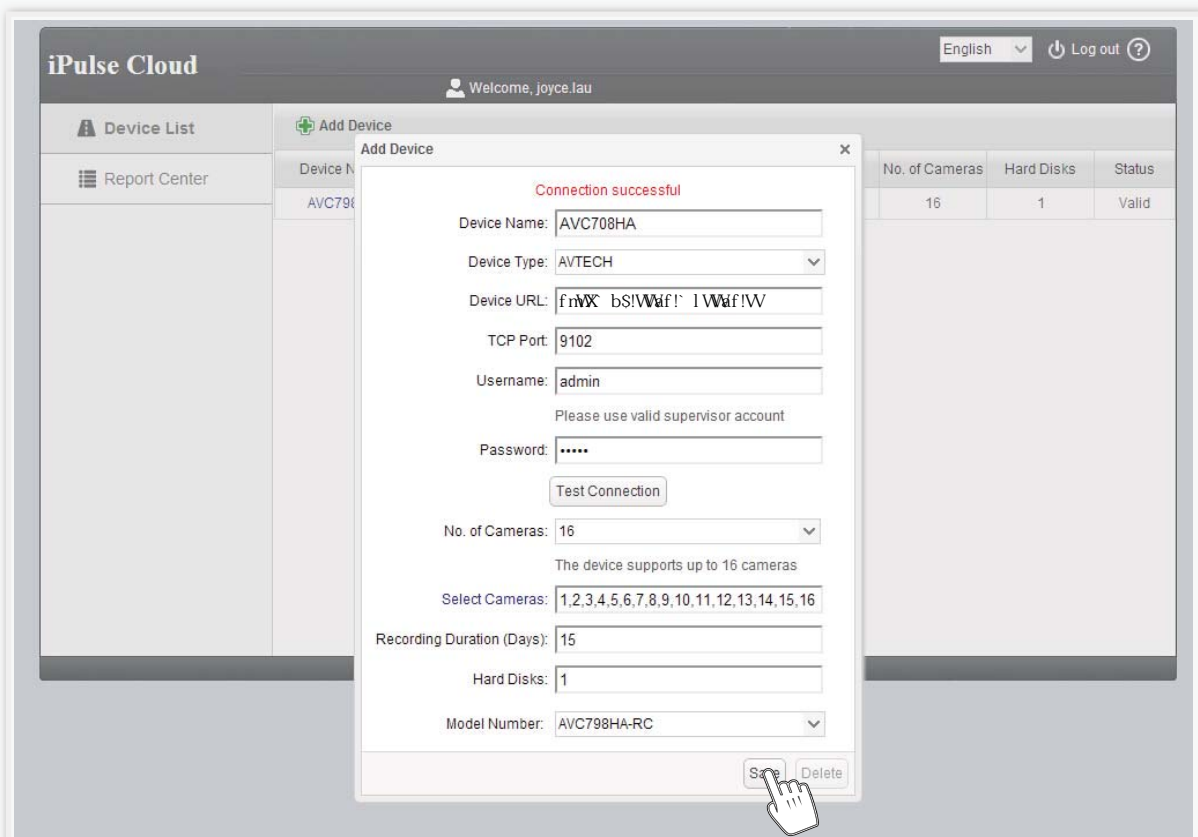 iPulse Cloud
English
Log out ?
Welcome, joyce.lau
Device List
Report Center
Add Device
Device N
No. of Cameras Hard Disks Status
AVC798
16 1 Valid
Add Device ×
Connection successful
Device Name: AVC708HA
Device Type: AVTECH
Device URL:
TCP Port: 9102
Username: admin
Please use valid supervisor account
Password: •••••
Test Connection
No. of Cameras: 16
The device supports up to 16 cameras
Select Cameras: 1,2,3,4,5,6,7,8,9,10,11,12,13,14,15,16
Recording Duration (Days): 15
Hard Disks: 1
Model Number: AVC798HA-RC
Save Delete